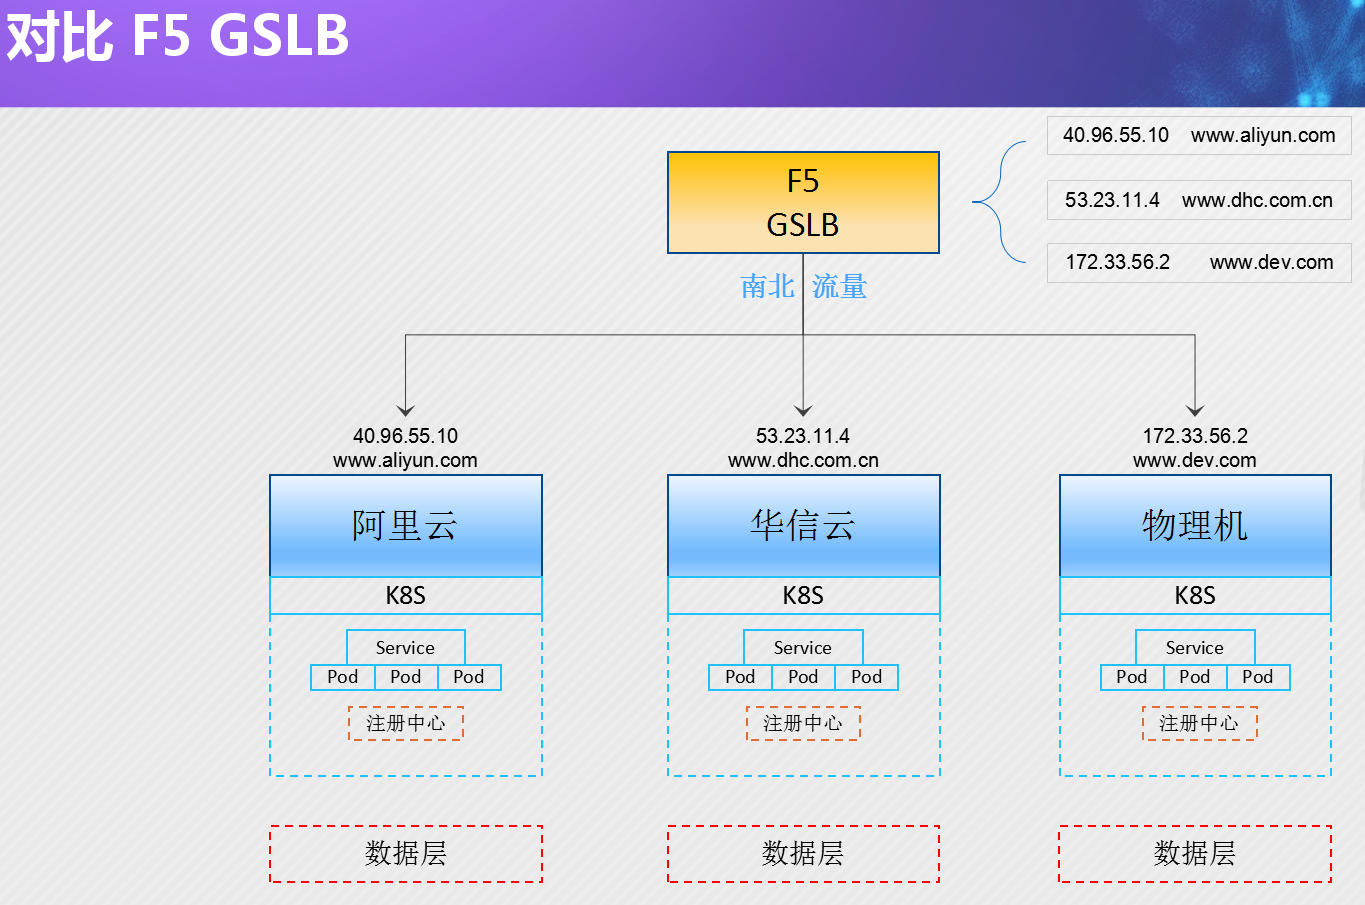 对比 F5 GSLB
F5
GSLB
40.96.55.10 www.aliyun.com
53.23.11.4 www.dhc.com.cn
172.33.56.2 www.dev.com
南北 流量
40.96.55.10
www.aliyun.com
53.23.11.4
www.dhc.com.cn
172.33.56.2
www.dev.com
阿里云
华信云
物理机
K8S
K8S
K8S
Service
Service
Service
Pod Pod Pod
Pod Pod Pod
Pod Pod Pod
注册中心
注册中心
注册中心
数据层
数据层
数据层